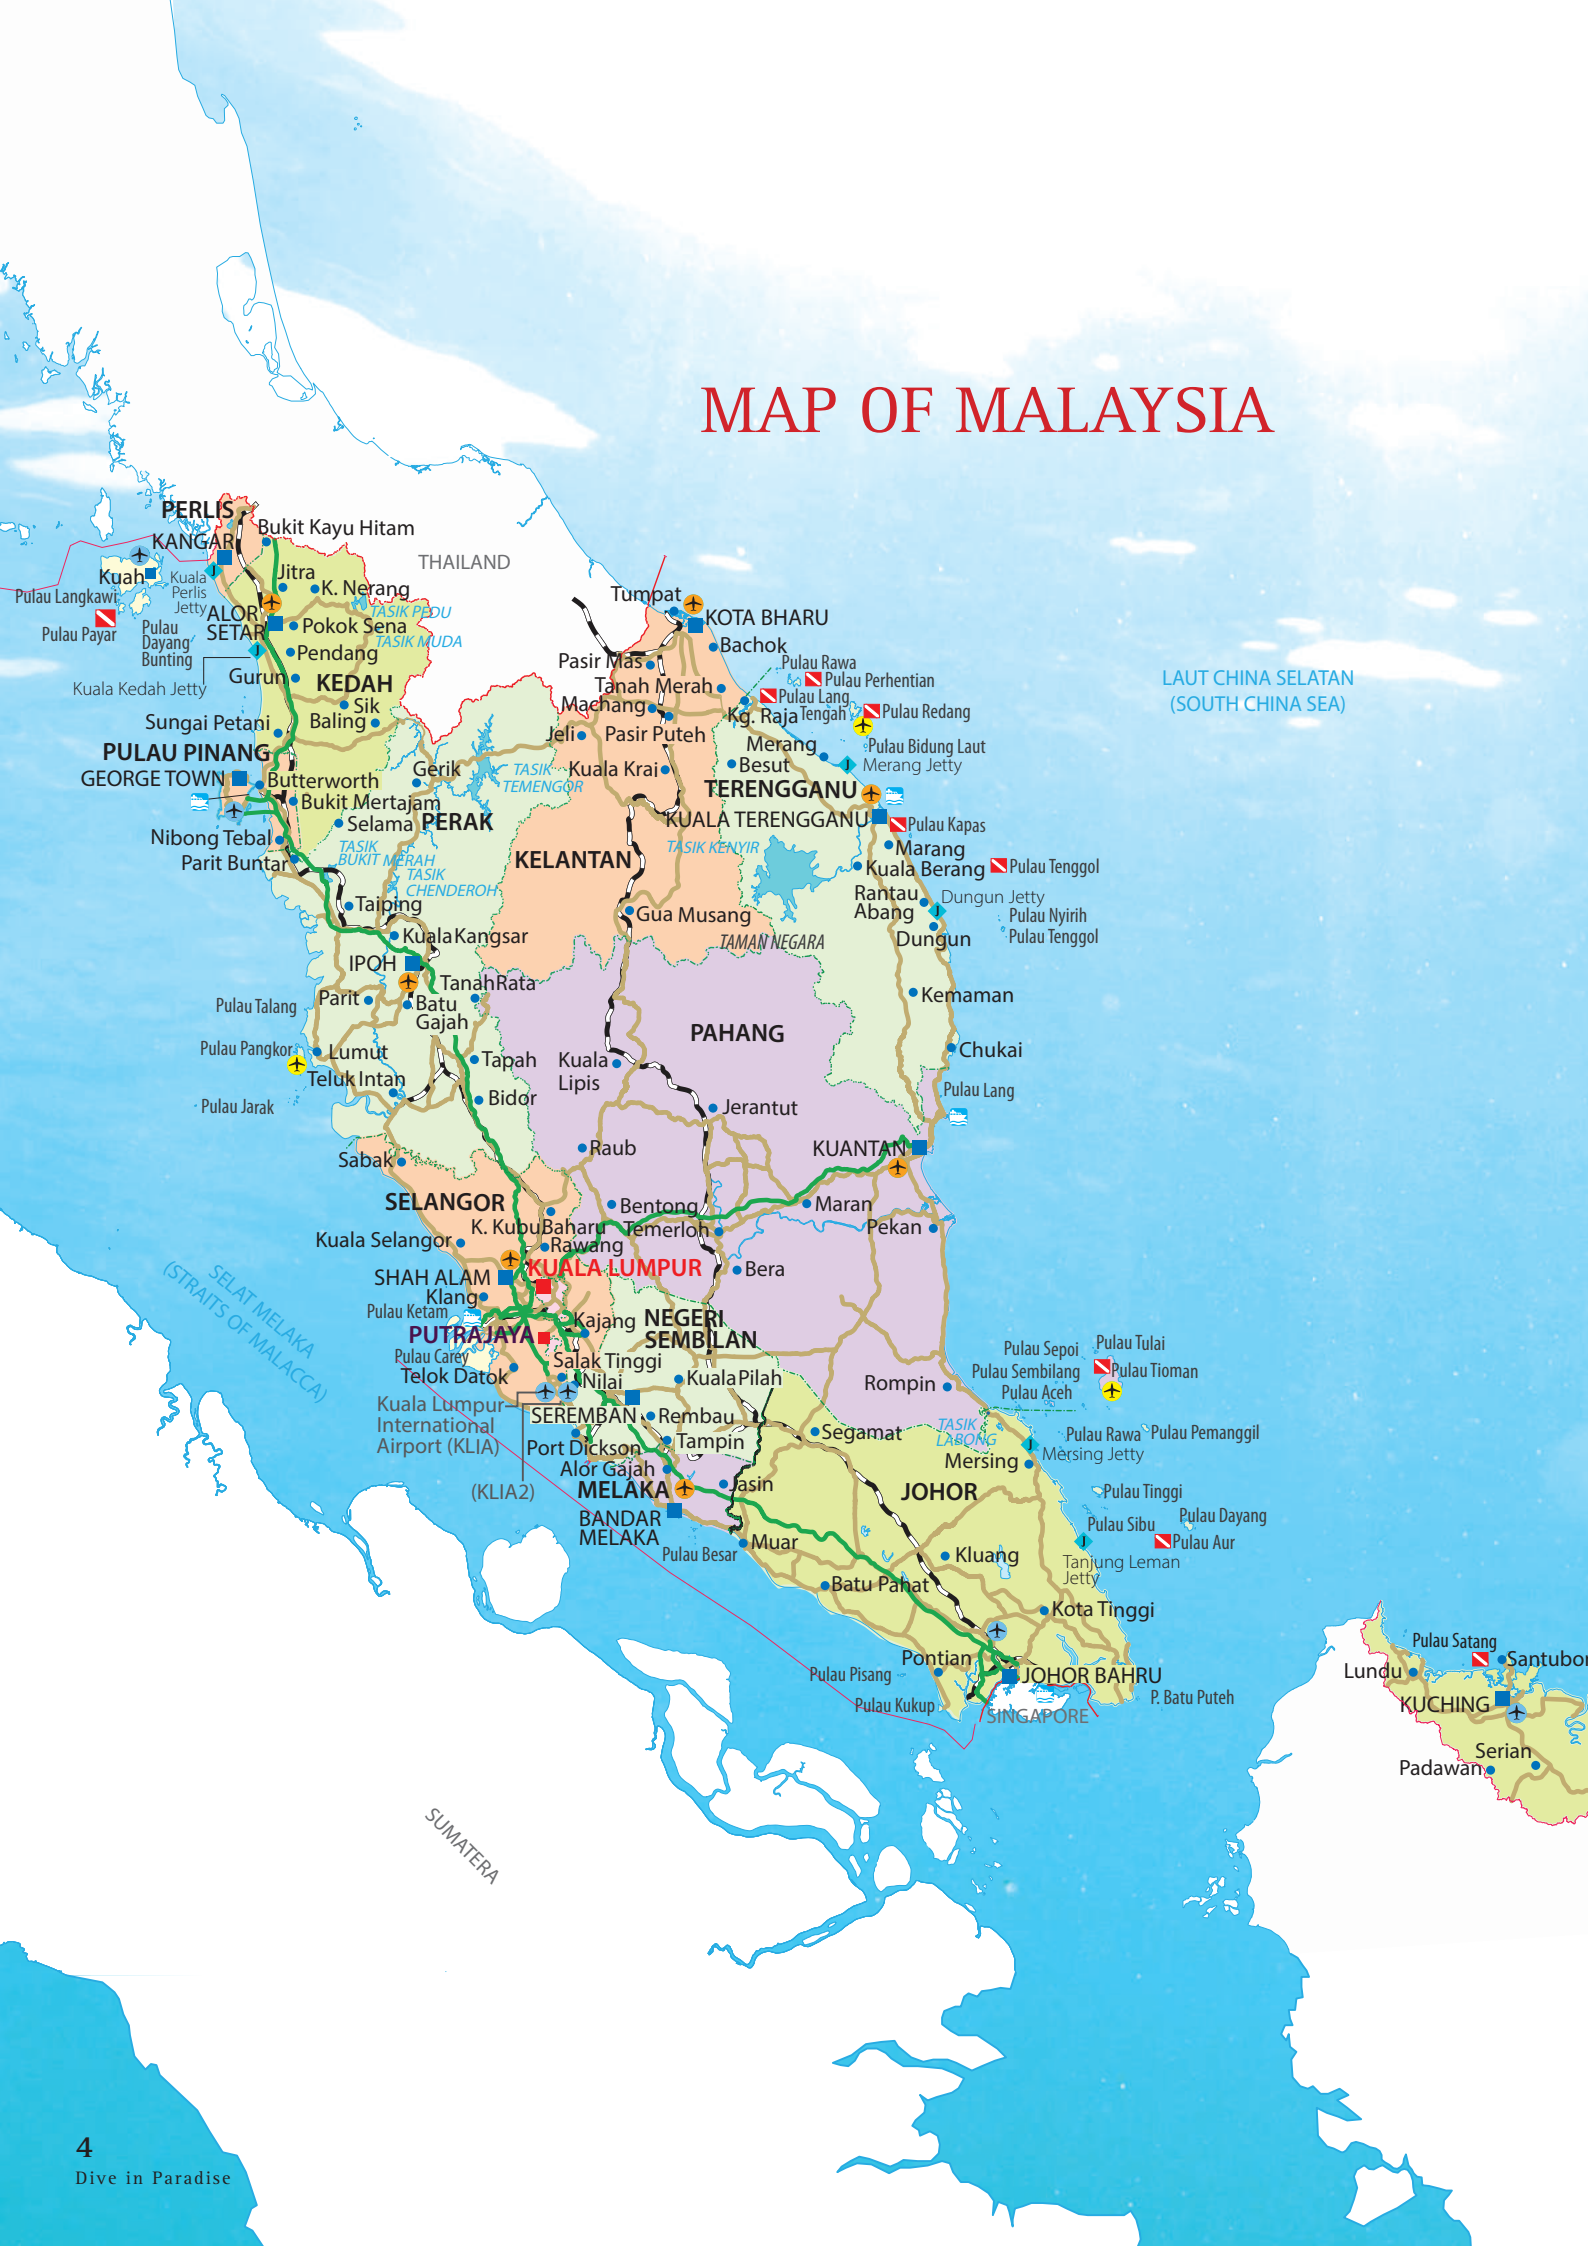 MAP OF MALAYSIA
PERLIS
Bukit Kayu Hitam
KANGAR
THAILAND
Kuah
Kuala
Perlis
Jetty
Jitra
K. Nerang
Pulau Langkawi
TASIK PEDU
ALOR
SETAR
Pulau Payar
Pulau
Dayang
Bunting
Pokok Sena
TASIK MUDA
Pendang
Kuala Kedah Jetty
Gurun
KEDAH
Sik
Baling
Sungai Petani
PULAU PINANG
GEORGE TOWN
Butterworth
Bukit Mertajam
Gerik
TASIK
TEMENGOR
Selama
PERAK
Nibong Tebal
Parit Buntar
TASIK
BUKIT MERAH
TASIK
CHENDEROH
Taiping
Kuala Kangsar
IPOH
Tanah Rata
Parit
Batu
Gajah
Pulau Talang
Pulau Pangkor
Lumut
Teluk Intan
Tapah
Bidor
Pulau Jarak
Tumpat
KOTA BHARU
Bachok
Pasir Mas
Tanah Merah
Machang
Jeli
Pasir Puteh
Kuala Krai
KELANTAN
Gua Musang
Pulau Rawa
Pulau Perhentian
Pulau Lang
Tengah
Kg. Raja
Pulau Redang
Merang
Pulau Bidung Laut
Merang Jetty
Besut
TERENGGANU
KUALA TERENGGANU
Pulau Kapas
TASIK KENYIR
Marang
Kuala Berang
Pulau Tenggol
Rantau
Abang
Dungun Jetty
Pulau Nyirih
Pulau Tenggol
Dungun
TAMAN NEGARA
Kemaman
Chukai
Pulau Lang
LAUT CHINA SELATAN
(SOUTH CHINA SEA)
PAHANG
Kuala
Lipis
Jerantut
Raub
KUANTAN
Bentong
Maran
Temerloh
Pekan
Bera
Rompin
Sabak
SELANGOR
K. Kubu Baharu
Kuala Selangor
Rawang
KUALA LUMPUR
SHAH ALAM
Klang
Pulau Ketam
Kajang
PUTRAJAYA
Pulau Carey
Salak Tinggi
Telok Datok
Nilai
Kuala Lumpur
International
Airport (KLIA)
(KLIA2)
NEGERI
SEMBILAN
Kuala Pilah
SEREMBAN
Rembau
Port Dickson
Tampin
Alor Gajah
MELAKA
Jasin
BANDAR
MELAKA
Pulau Besar
SELAT MELAKA
(STRAITS OF MALACCA)
Pulau Sepoi
Pulau Tulai
Pulau Sembilang
Pulau Tioman
Pulau Aceh
TASIK
LABONG
Segamat
Pulau Rawa
Pulau Pemanggil
Mersing Jetty
Mersing
JOHOR
Pulau Tinggi
Pulau Sibu
Pulau Dayang
Pulau Aur
Muar
Kluang
Tanjung Leman
Jetty
Batu Pahat
Kota Tinggi
Pontian
Pulau Pisang
JOHOR BAHRU
Pulau Kukup
SINGAPORE
P. Batu Puteh
Pulau Satang
Lundu
Santubon
KUCHING
Serian
Padawan
SUMATERA
4
Dive in Paradise